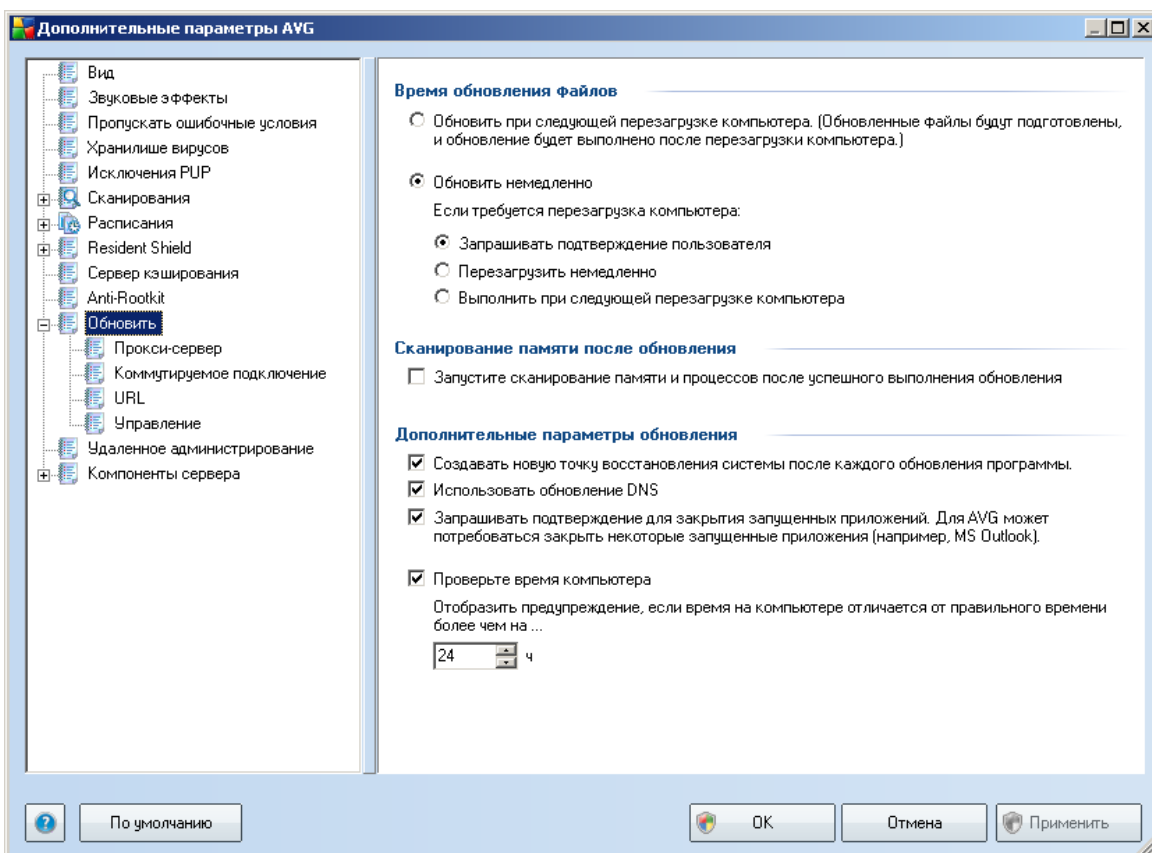 Дополнительные параметры AVG
Вид
Звуковые эффекты
Пропускать ошибочные условия
Хранилише вирусов
Исключения PUP
Сканирования
Расписания
Resident Shield
Сервер кэширования
Anti-Rootkit
Обновить
Прокси-сервер
Коммутируемое подключение
URL
Управление
Удаленное администрирование
Компоненты сервера
Время обновления файлов
Обновить при следующей перезагрузке компьютера. (Обновленные файлы будут подготовлены,
и обновление будет выполнено после перезагрузки компьютера.)
Обновить немедленно
Если требуется перезагрузка компьютера:
Запрашивать подтверждение пользователя
Перезагрузить немедленно
Выполнить при следующей перезагрузке компьютера
Сканирование памяти после обновления
Запустите сканирование памяти и процессов после успешного выполнения обновления
Дополнительные параметры обновления
Создавать новую точку восстановления системы после каждого обновления программы.
Использовать обновление DNS
Запрашивать подтверждение для закрытия запущенных приложений. Для AVG может
потребоваться закрыть некоторые запущенные приложения (например, MS Outlook).
Проверьте время компьютера
Отобразить предупреждение, если время на компьютере отличается от правильного времени
более чем на ...
24 ч
? По умолчанию OK Отмена Применить